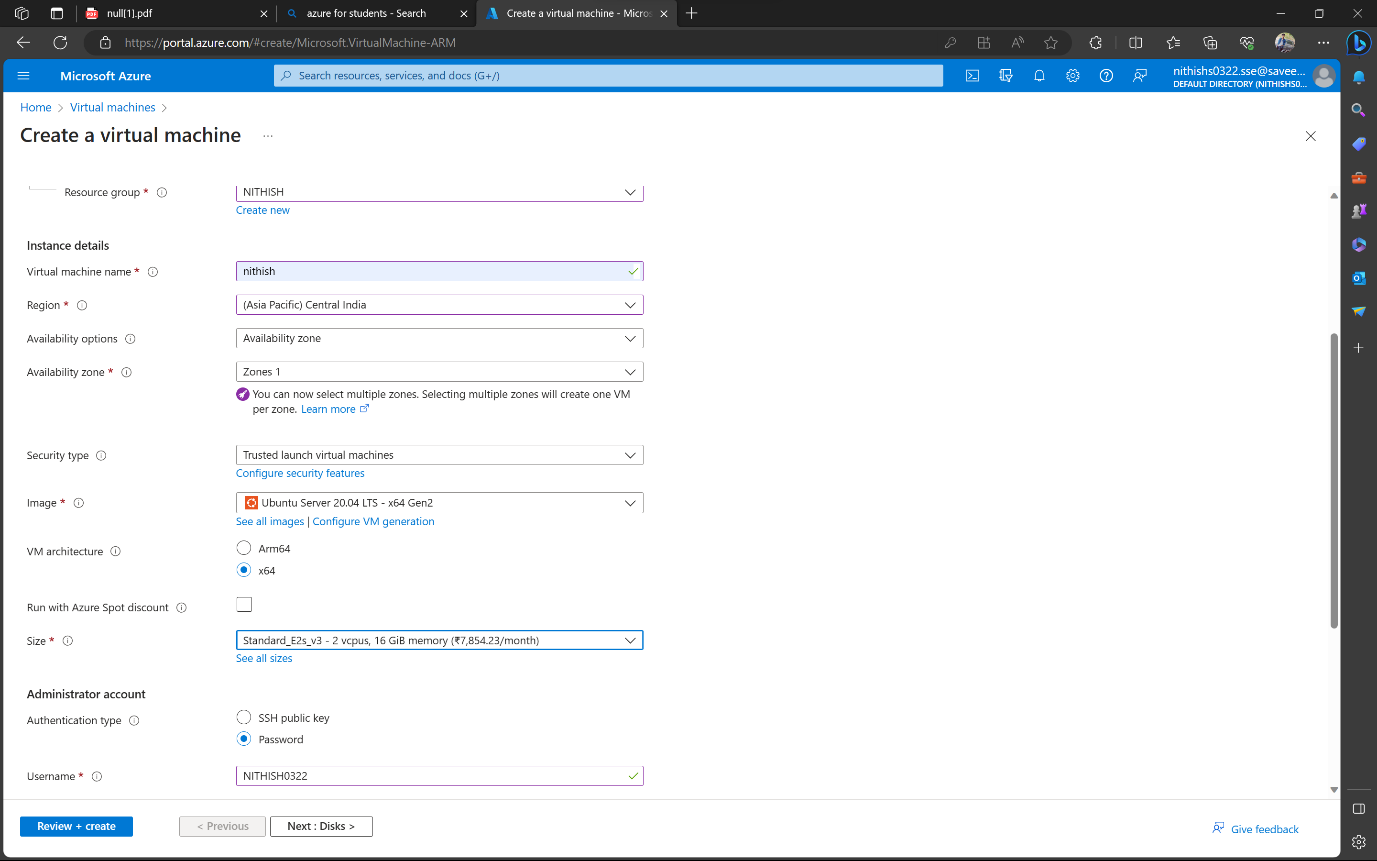 null[1].pdf
azure for students - Search
Create a virtual machine - Micros
https://portal.azure.com/#create/Microsoft.VirtualMachine-ARM
Microsoft Azure
Search resources, services, and docs (G+/)
nithishs0322.sse@savee...
DEFAULT DIRECTORY (NITHISHS0...
Home > Virtual machines >
Create a virtual machine ...
Resource group * NITHISH
Create new
Instance details
Virtual machine name * nithish
Region * (Asia Pacific) Central India
Availability options Availability zone
Availability zone * Zones 1
You can now select multiple zones. Selecting multiple zones will create one VM
per zone. Learn more
Security type Trusted launch virtual machines
Configure security features
Image * Ubuntu Server 20.04 LTS - x64 Gen2
See all images | Configure VM generation
VM architecture Arm64
x64
Run with Azure Spot discount
Size * Standard_E2s_v3 - 2 vcpus, 16 GiB memory (₹7,854.23/month)
See all sizes
Administrator account
Authentication type SSH public key
Password
Username * NITHISH0322
Review + create < Previous Next : Disks > Give feedback